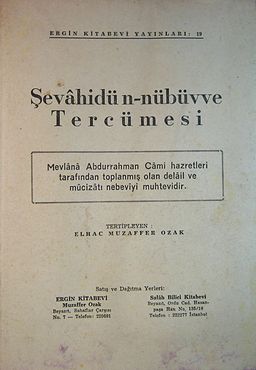 ERGİN KİTABEVİ YAYINLARI: 19
Şevâhidün-nübüvve
Tercümesi
Mevlânâ Abdurrahman Câmi hazretleri
tarafından toplanmış olan delâil ve
mûcizâtı nebeviyi muhtevidir.
TERTİPLEYEN :
ELHAC MUZAFFER OZAK
Satış ve Dağıtma Yerleri:
ERGİN KİTABEVİ
Muzaffer Ozak
Beyazıt, Sahaflar Çarşısı
No. 7 — Telefon: 220681
Salâh Bilici Kitabevi
Beyazıt, Ordu Cad. Hasan-
paşa Han No. 135/18
Telefon : 222277 İstanbul